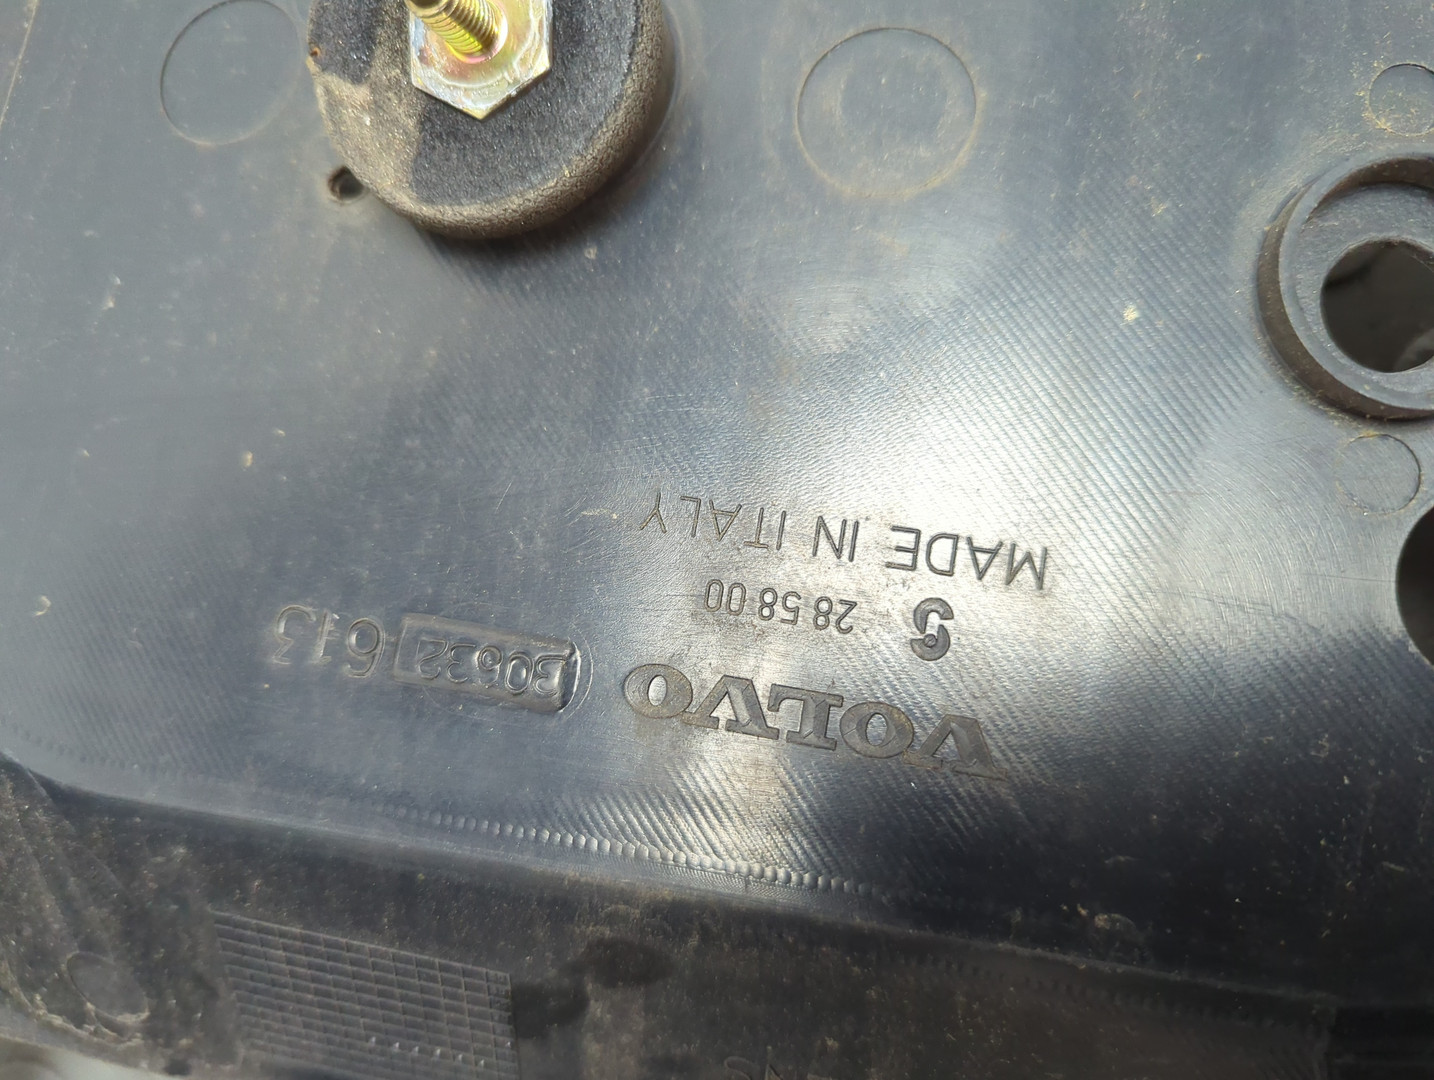 VOLVO 30632 613
28 58 00
MADE IN ITALY